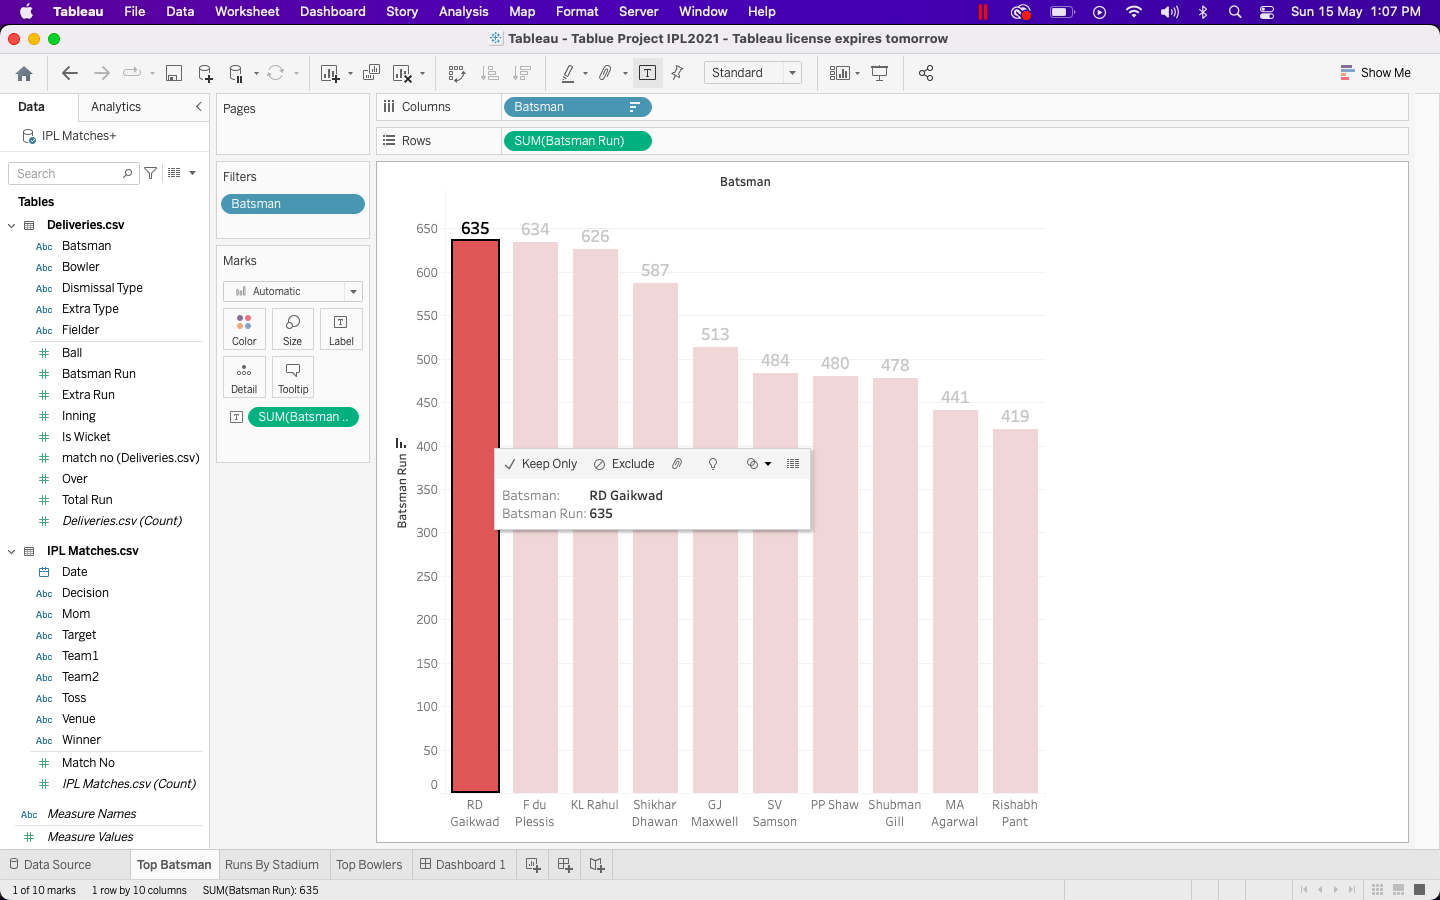 Tableau File Data Worksheet Dashboard Story Analysis Map Format Server Window Help Sun 15 May 1:07 PM
Tableau - Tablue Project IPL2021 - Tableau license expires tomorrow
Standard Show Me
Data Analytics
IPL Matches+
Search
Tables
Deliveries.csv
Abc Batsman
Abc Bowler
Abc Dismissal Type
Abc Extra Type
Abc Fielder
Ball
Batsman Run
Extra Run
Inning
Is Wicket
match no (Deliveries.csv)
Over
Total Run
Deliveries.csv (Count)
IPL Matches.csv
Date
Abc Decision
Abc Mom
Abc Target
Abc Team1
Abc Team2
Abc Toss
Abc Venue
Abc Winner
Match No
IPL Matches.csv (Count)
Abc Measure Names
Measure Values
Pages
Filters
Batsman
Marks
Automatic
Color Size Label
Detail Tooltip
SUM(Batsman ..
Columns Batsman
Rows SUM(Batsman Run)
Batsman
Batsman Run
650
600
550
500
450
400
350
300
250
200
150
100
50
0
635 634 626 587 513 484 480 478 441 419
Keep Only Exclude
Batsman: RD Gaikwad
Batsman Run: 635
RD Gaikwad
F du Plessis
KL Rahul
Shikhar Dhawan
GJ Maxwell
SV Samson
PP Shaw
Shubman Gill
MA Agarwal
Rishabh Pant
Data Source Top Batsman Runs By Stadium Top Bowlers Dashboard 1
1 of 10 marks 1 row by 10 columns SUM(Batsman Run): 635